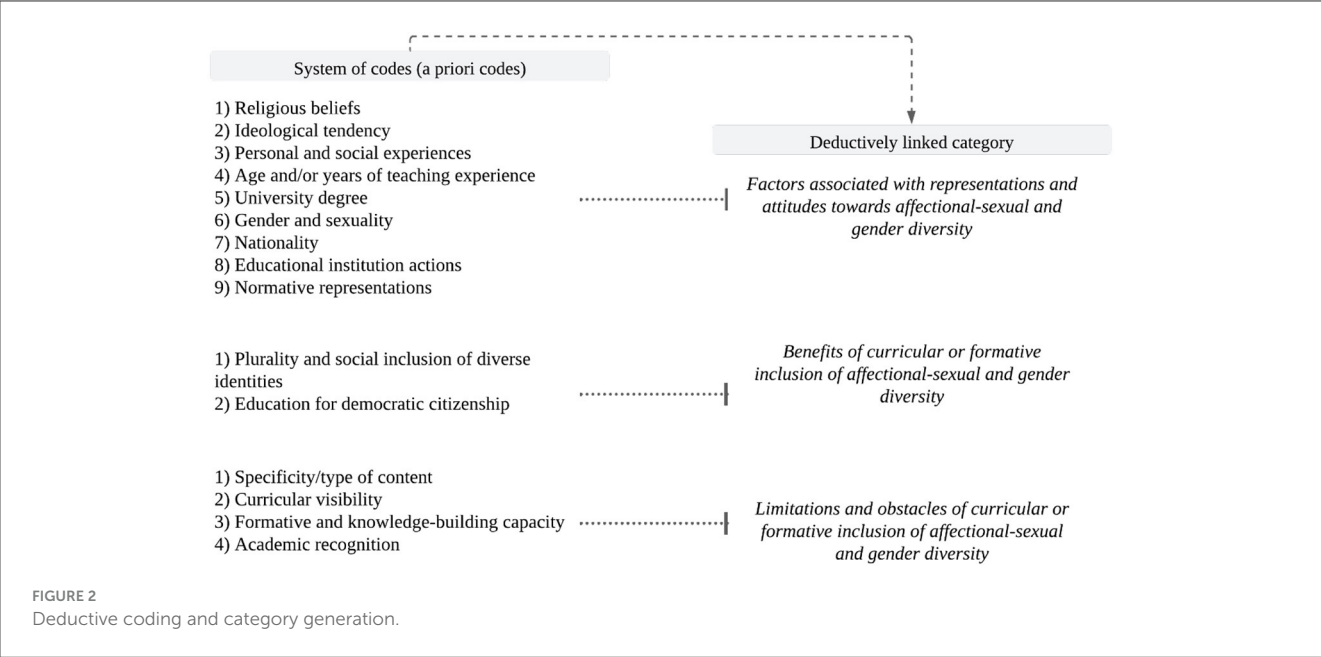 System of codes (a priori codes)
1) Religious beliefs
2) Ideological tendency
3) Personal and social experiences
4) Age and/or years of teaching experience
5) University degree
6) Gender and sexuality
7) Nationality
8) Educational institution actions
9) Normative representations
Deductively linked category
Factors associated with representations and
attitudes towards affectional-sexual and
gender diversity
1) Plurality and social inclusion of diverse
identities
2) Education for democratic citizenship
Benefits of curricular or formative
inclusion of affectional-sexual and gender
diversity
1) Specificity/type of content
2) Curricular visibility
3) Formative and knowledge-building capacity
4) Academic recognition
Limitations and obstacles of curricular or
formative inclusion of affectional-sexual
and gender diversity
FIGURE 2
Deductive coding and category generation.